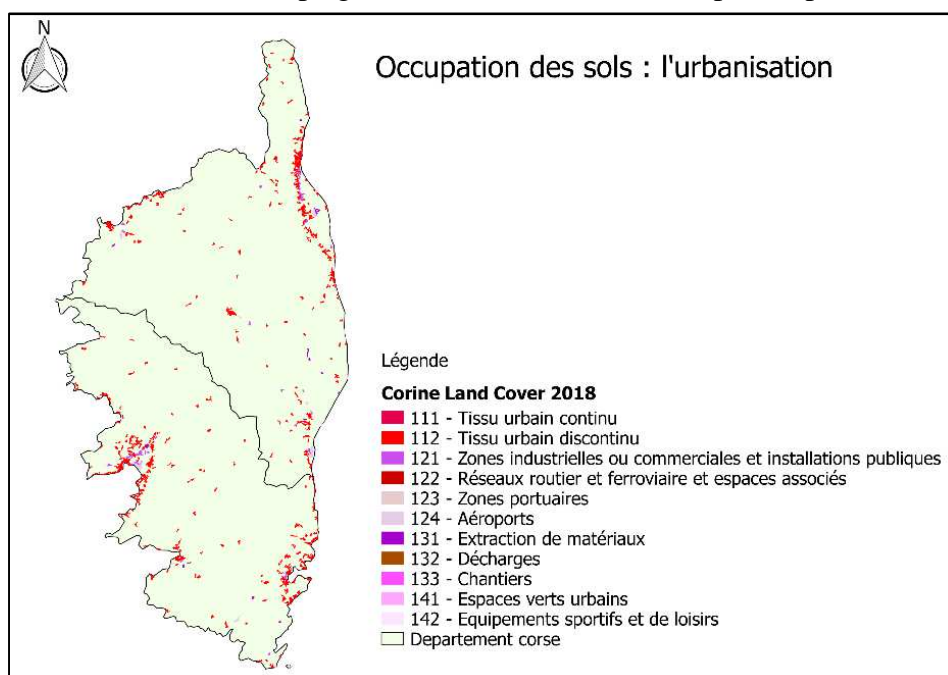 N
Occupation des sols : l'urbanisation
Légende
Corine Land Cover 2018
111 - Tissu urbain continu
112 - Tissu urbain discontinu
121 - Zones industrielles ou commerciales et installations publiques
122 - Réseaux routier et ferroviaire et espaces associés
123 - Zones portuaires
124 - Aéroports
131 - Extraction de matériaux
132 - Décharges
133 - Chantiers
141 - Espaces verts urbains
142 - Equipements sportifs et de loisirs
Departement corse